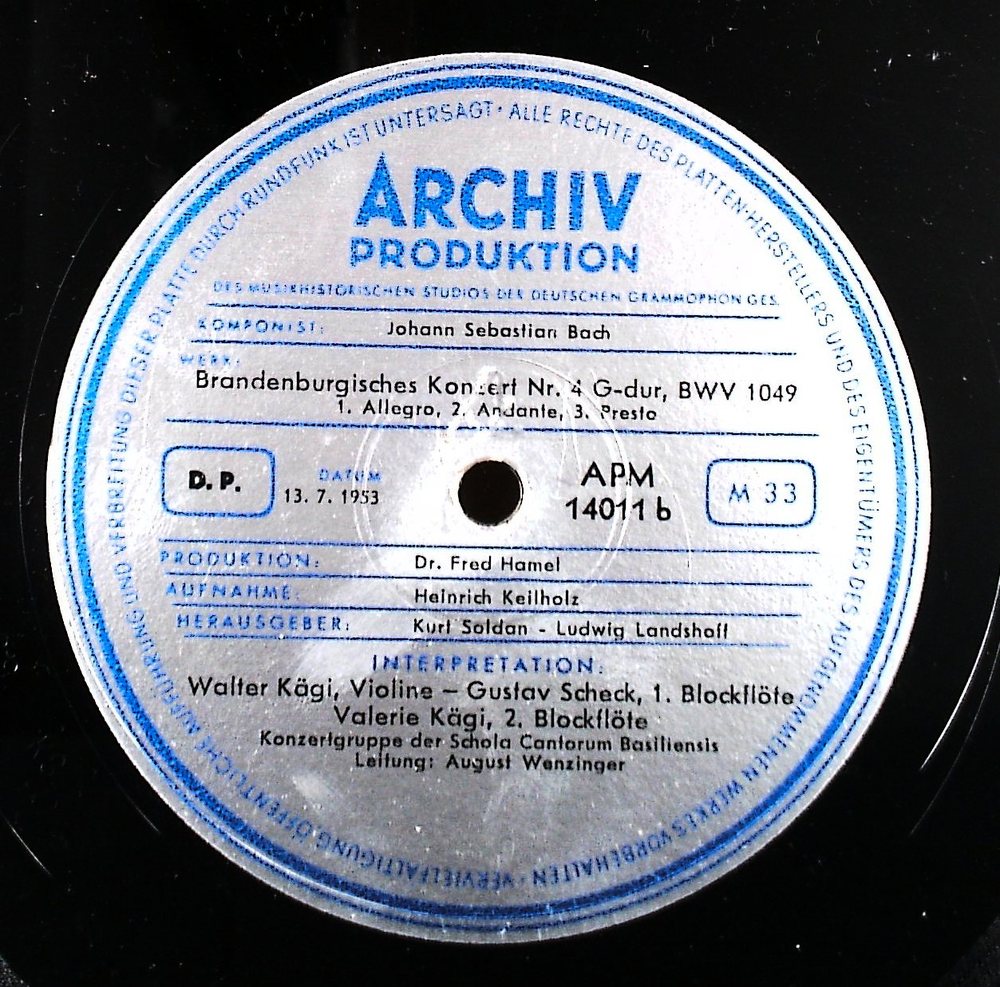 ARCHIV
PRODUKTION
DES MUSIKHISTORISCHEN STUDIOS DER DEUTSCHEN GRAMMOPHON GES.
KOMPONIST: Johann Sebastian Bach
WERK:
Brandenburgisches Konzert Nr. 4 G-dur, BWV 1049
1. Allegro, 2. Andante, 3. Presto
D.P.
DATUM
13. 7. 1953
APM
14011 b
M 33
PRODUKTION: Dr. Fred Hamel
AUFNAHME: Heinrich Keilholz
HERAUSGEBER: Kurt Soldan - Ludwig Landshoff
INTERPRETATION:
Walter Kägi, Violine – Gustav Scheck, 1. Blockflöte
Valerie Kägi, 2. Blockflöte
Konzertgruppe der Schola Cantorum Basiliensis
Leitung: August Wenzinger
ALLE RECHTE DES PLATTEN-HERSTELLERS UND DES EIGENTÜMERS DES AUFGENOMMENEN WERKES VORBEHALTEN · VERVIELFÄLTIGUNG, ÖFFENTLICHE AUFFÜHRUNG UND VERBREITUNG DIESER PLATTE DURCH RUNDFUNK IST UNTERSAGT ·